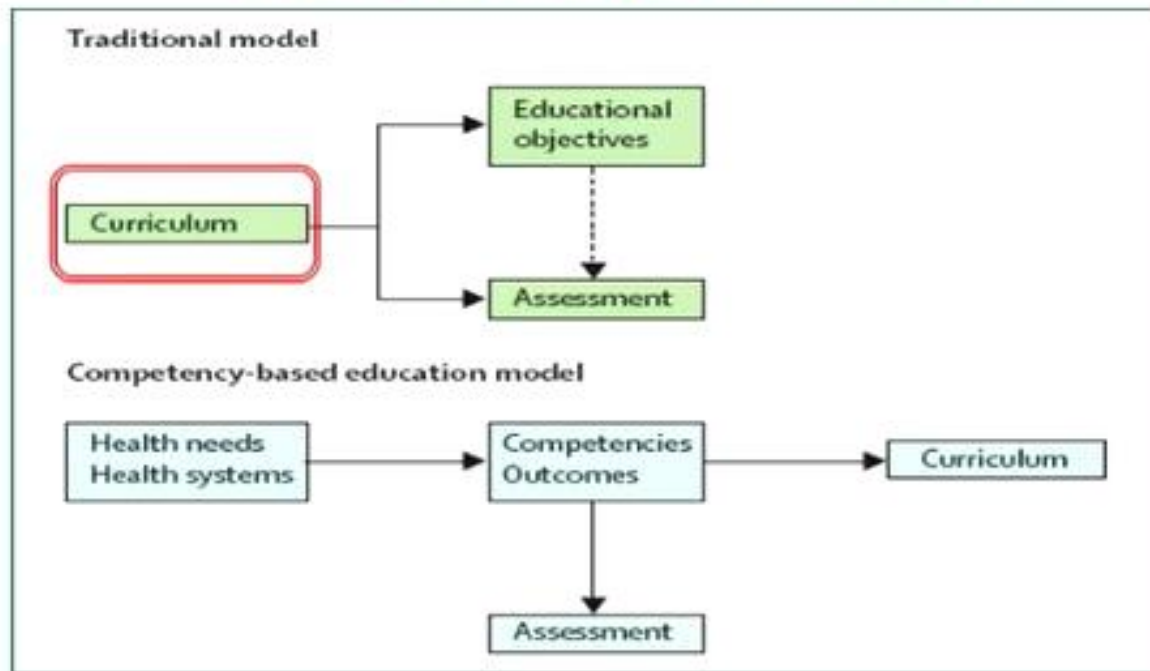 Traditional model
Educational
objectives
Curriculum
Assessment
Competency-based education model
Health needs
Health systems
Competencies
Outcomes
Curriculum
Assessment